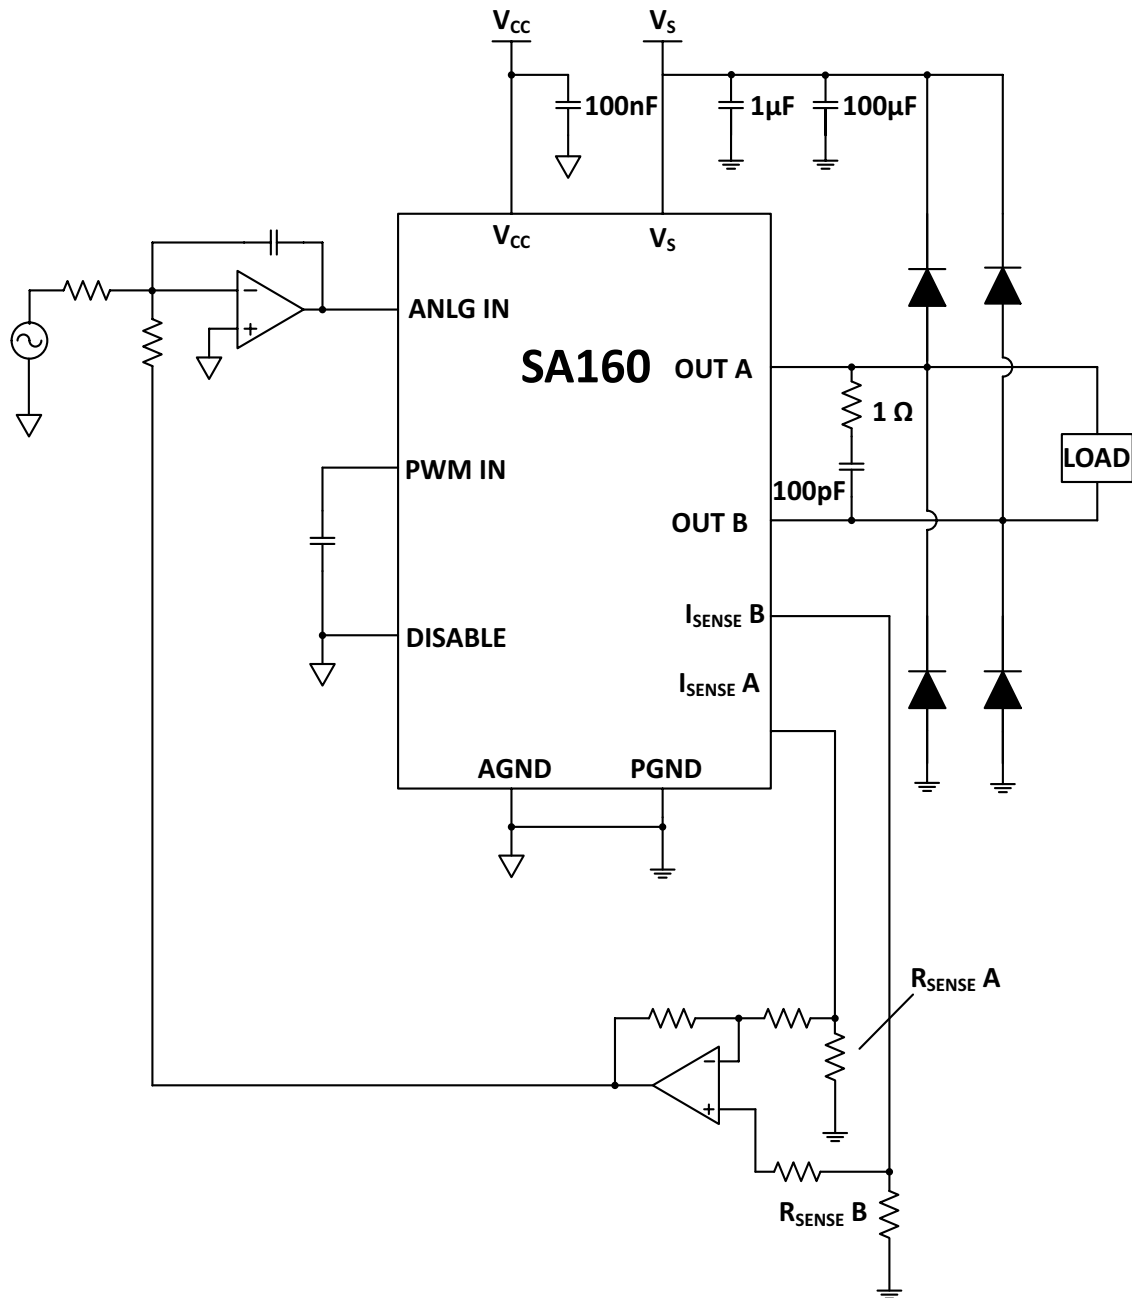 VCC
VS
100nF
1µF
100µF
VCC
VS
ANLG IN
SA160
OUT A
1 Ω
LOAD
PWM IN
100pF
OUT B
ISENSE B
DISABLE
ISENSE A
AGND
PGND
RSENSE A
RSENSE B